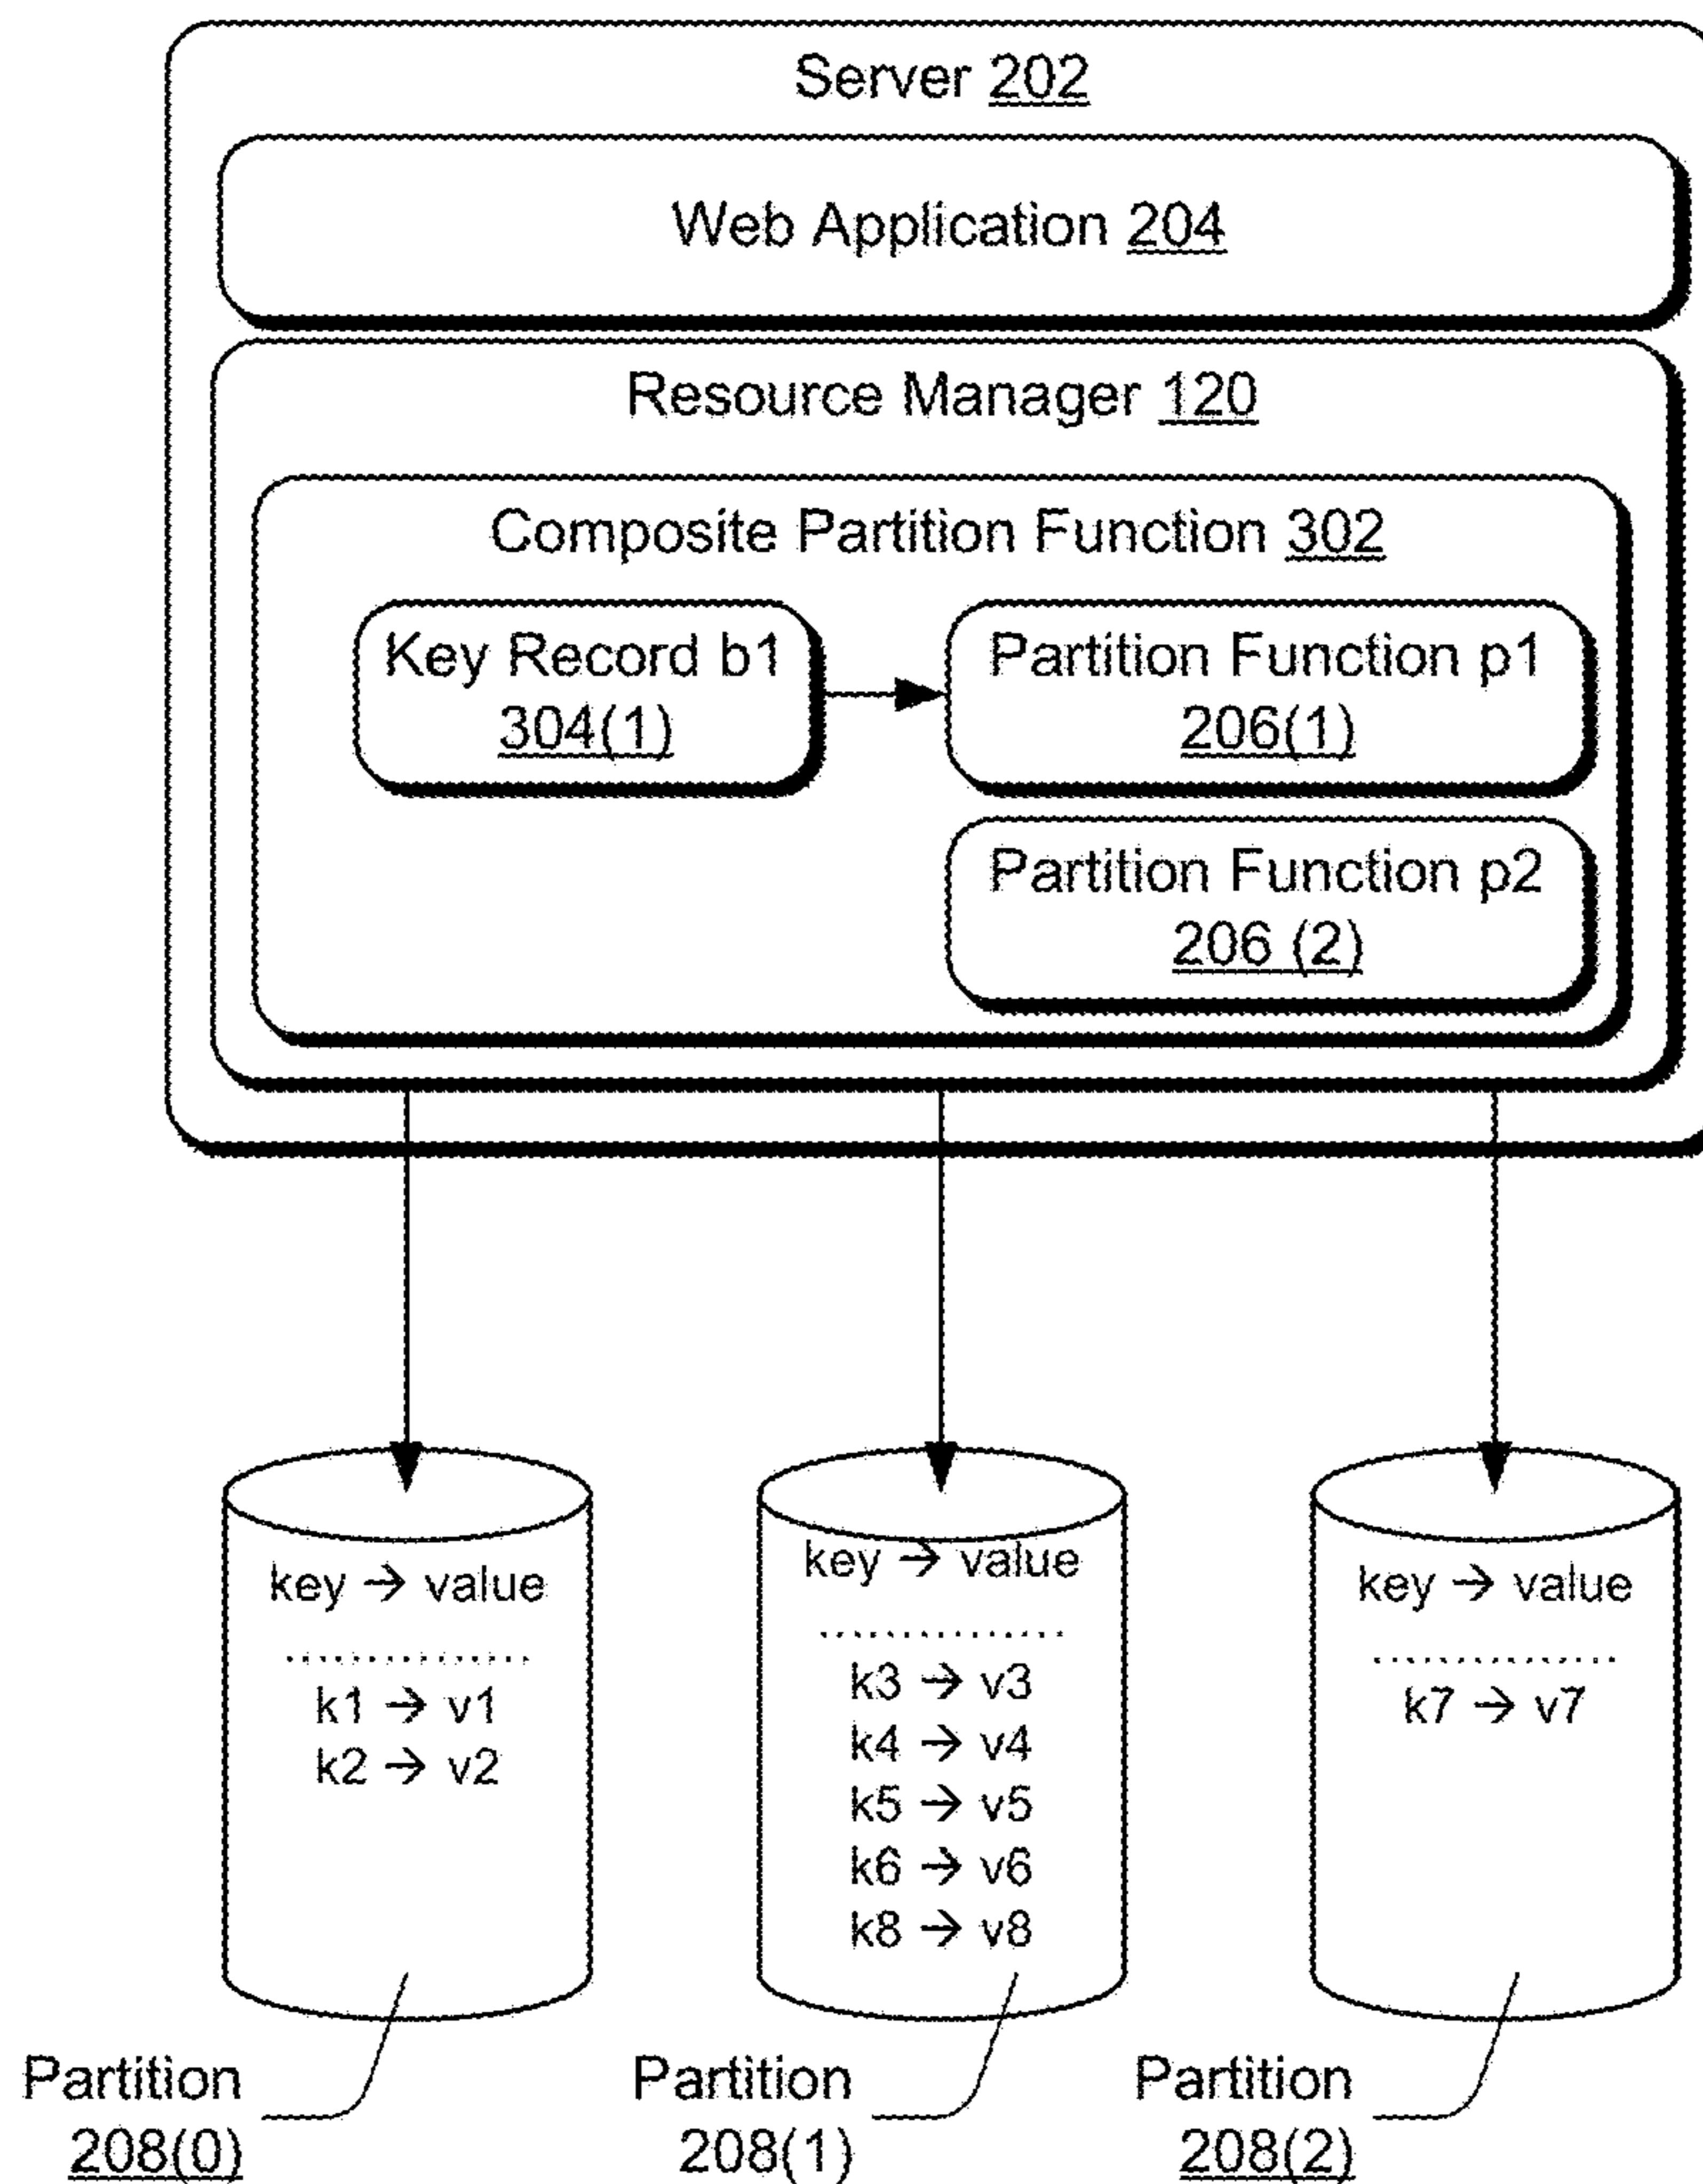 Server 202
Web Application 204
Resource Manager 120
Composite Partition Function 302
Key Record b1
304(1)
Partition Function p1
206(1)
Partition Function p2
206 (2)
key → value
k1 → v1
k2 → v2
key → value
k3 → v3
k4 → v4
k5 → v5
k6 → v6
k8 → v8
key → value
k7 → v7
Partition
208(0)
Partition
208(1)
Partition
208(2)